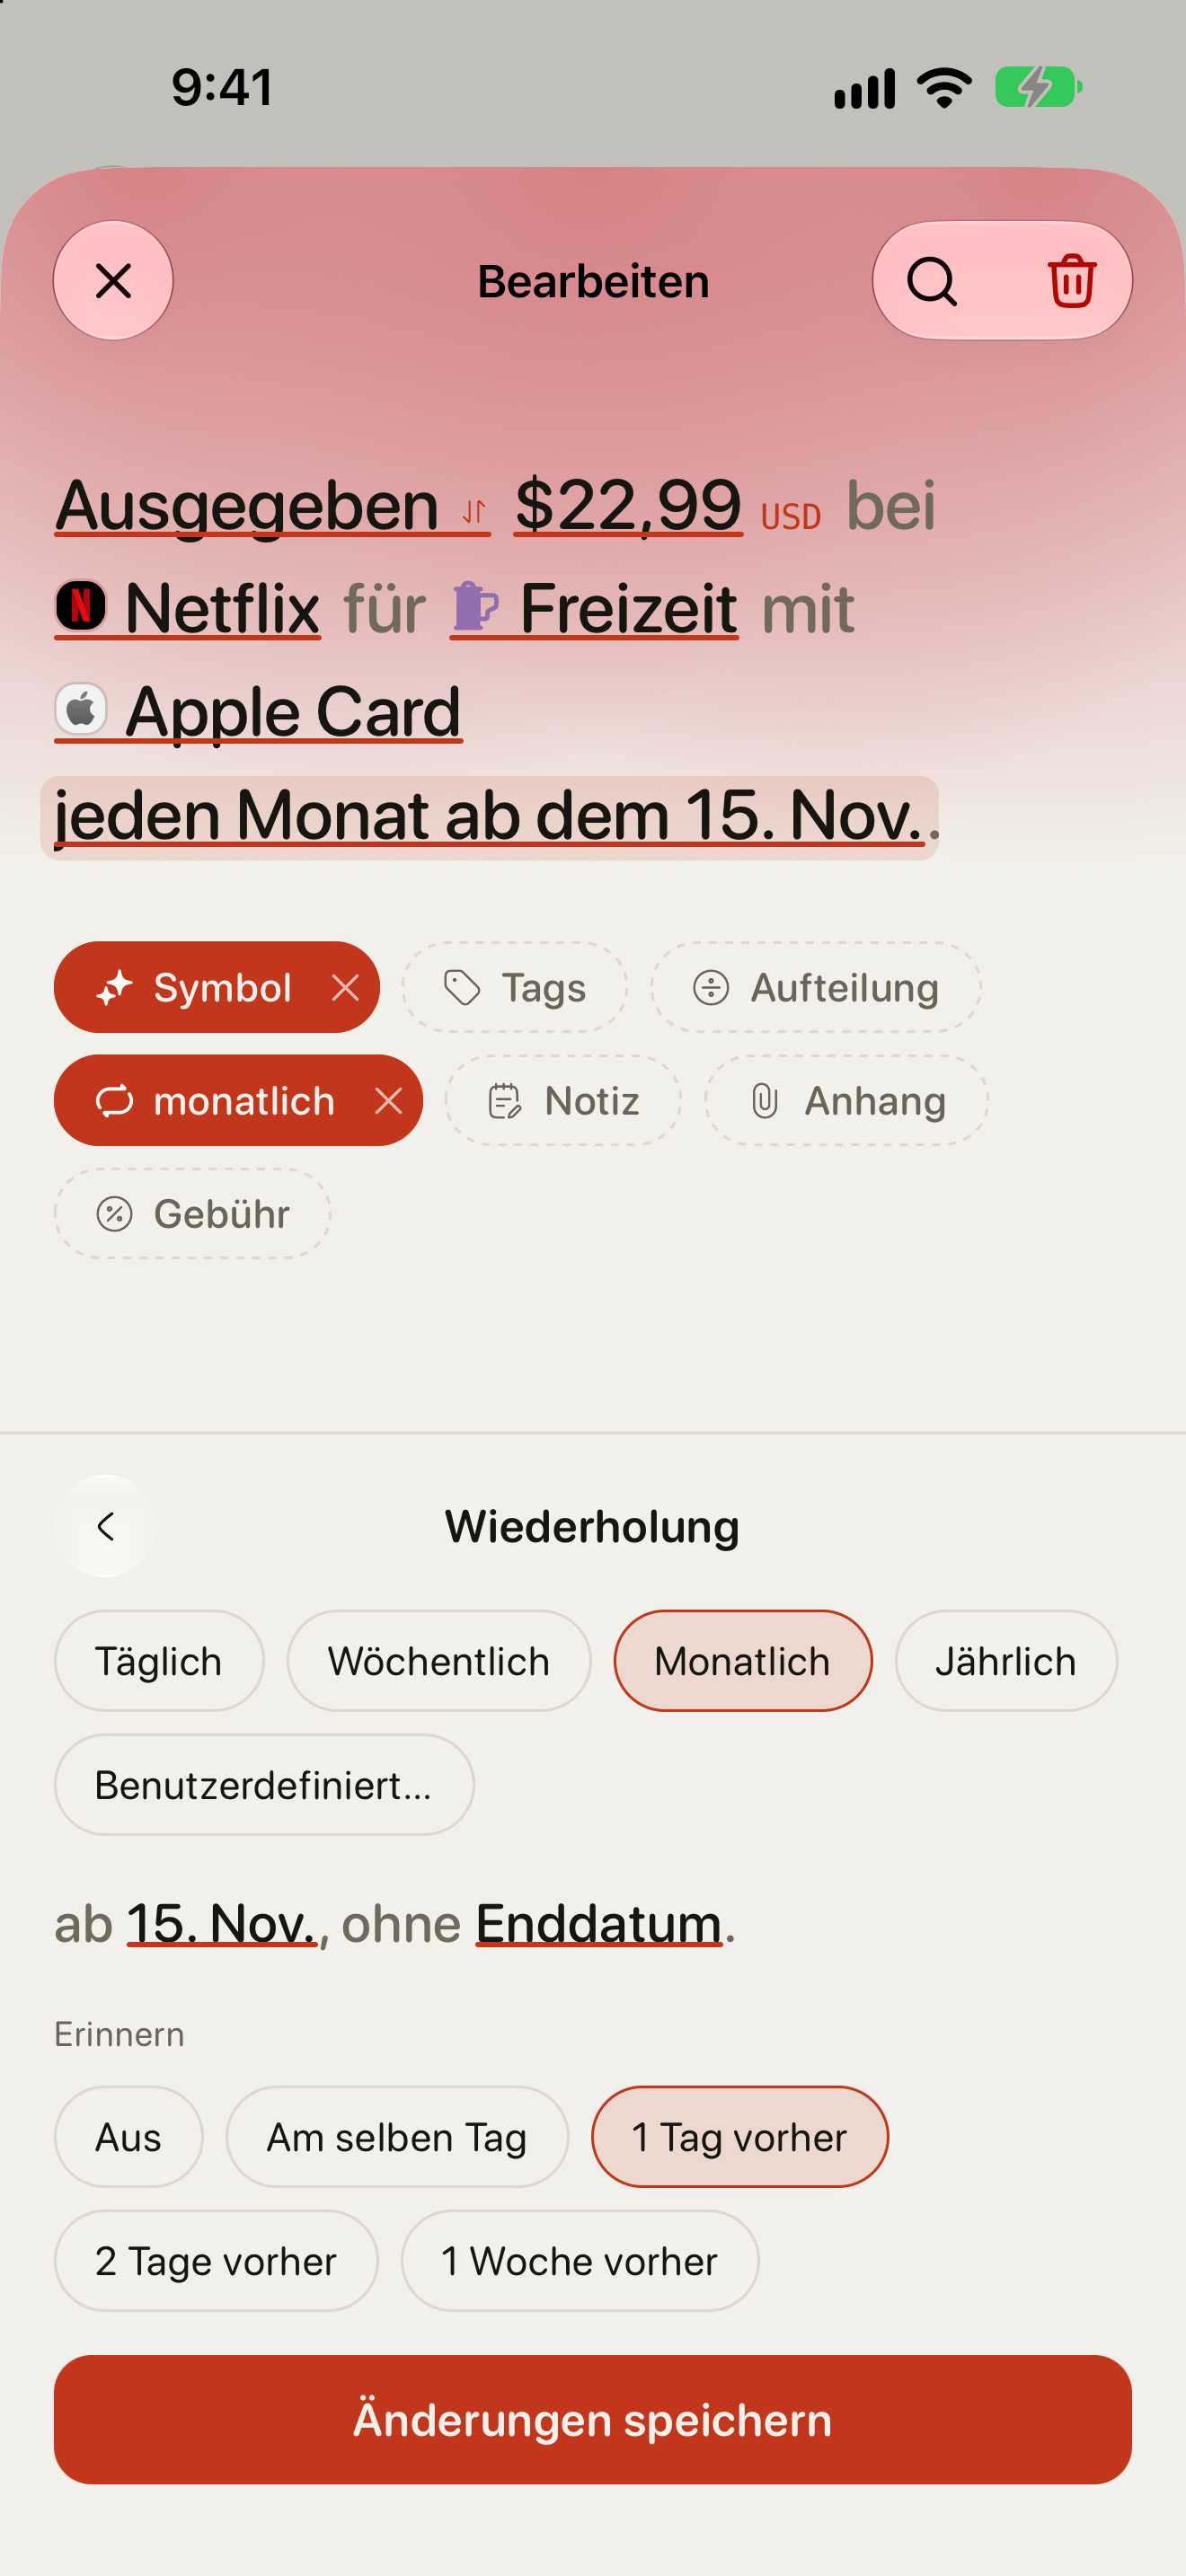 9:41
Bearbeiten
Ausgegeben $22,99 USD bei
Netflix für Freizeit mit
Apple Card
jeden Monat ab dem 15. Nov..
Symbol Tags Aufteilung
monatlich Notiz Anhang
Gebühr
Wiederholung
Täglich Wöchentlich Monatlich Jährlich
Benutzerdefiniert...
ab 15. Nov., ohne Enddatum.
Erinnern
Aus Am selben Tag 1 Tag vorher
2 Tage vorher 1 Woche vorher
Änderungen speichern